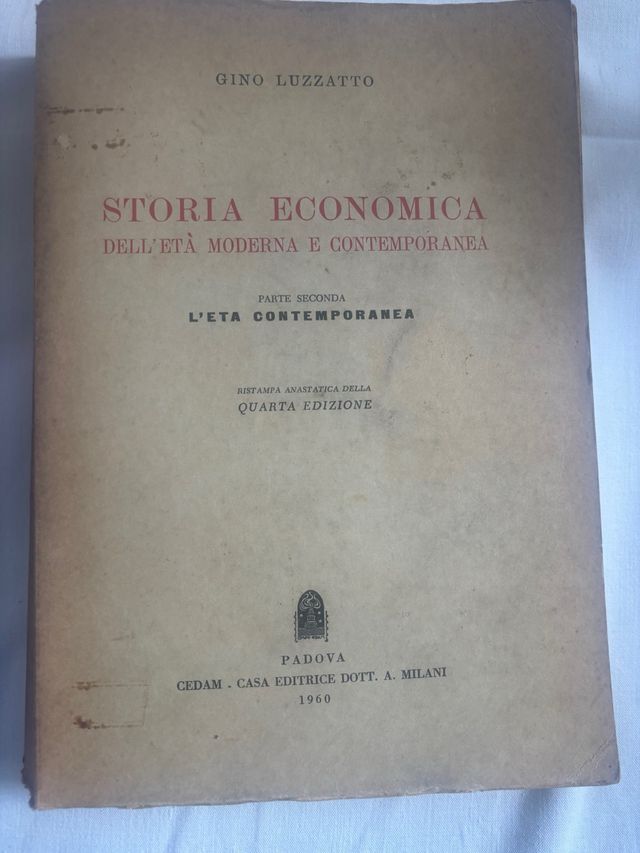 GINO LUZZATTO
STORIA ECONOMICA
DELL'ETÀ MODERNA E CONTEMPORANEA
PARTE SECONDA
L'ETA CONTEMPORANEA
RISTAMPA ANASTATICA DELLA
QUARTA EDIZIONE
PADOVA
CEDAM - CASA EDITRICE DOTT. A. MILANI
1960